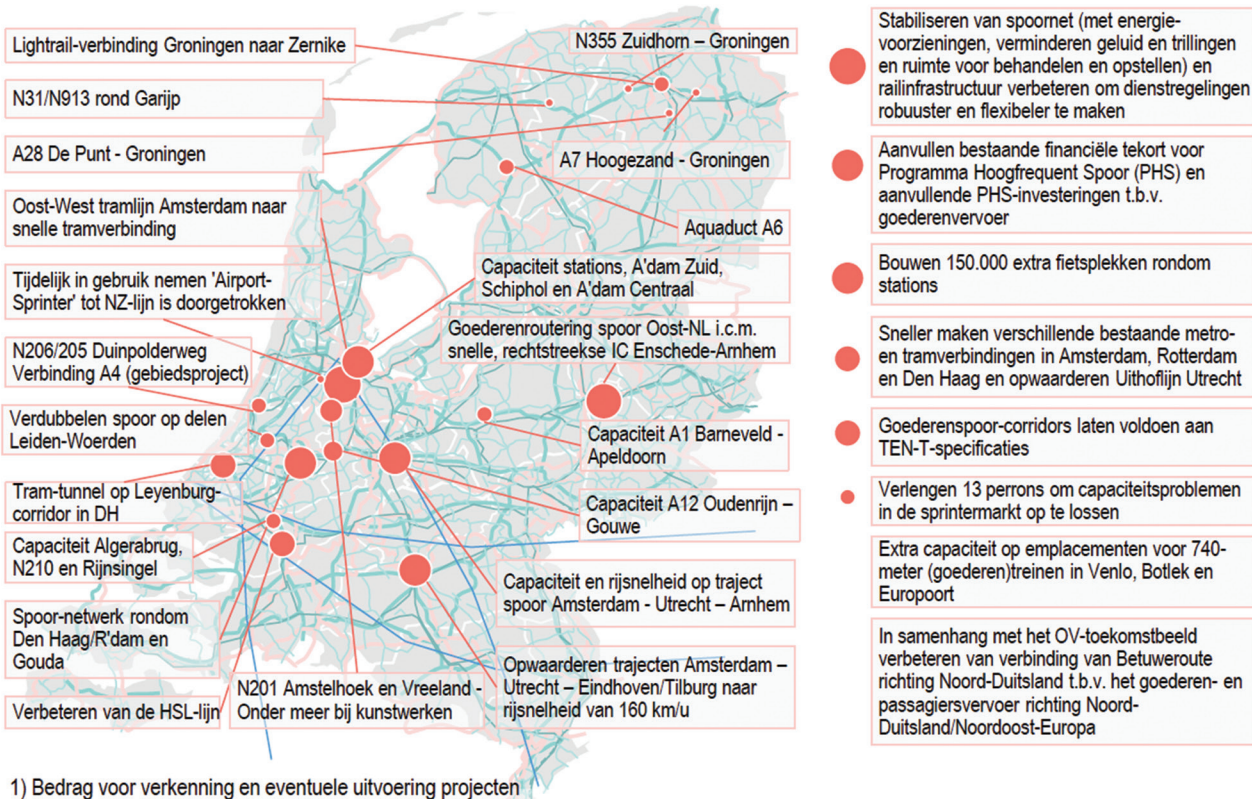 Lightrail-verbinding Groningen naar Zernike
N31/N913 rond Garijp
A28 De Punt - Groningen
Oost-West tramlijn Amsterdam naar
snelle tramverbinding
Tijdelijk in gebruik nemen 'Airport-
Sprinter' tot NZ-lijn is doorgetrokken
N206/205 Duinpolderweg
Verbinding A4 (gebiedsproject)
Verdubbelen spoor op delen
Leiden-Woerden
Tram-tunnel op Leyenburg-
corridor in DH
Capaciteit Algerabrug,
N210 en Rijnsingel
Spoor-netwerk rondom
Den Haag/R'dam en
Gouda
Verbeteren van de HSL-lijn
N355 Zuidhorn – Groningen
A7 Hoogezand - Groningen
Aquaduct A6
Capaciteit stations, A'dam Zuid,
Schiphol en A'dam Centraal
Goederenroutering spoor Oost-NL i.c.m.
snelle, rechtstreekse IC Enschede-Arnhem
Capaciteit A1 Barneveld -
Apeldoorn
Capaciteit A12 Oudenrijn –
Gouwe
Capaciteit en rijsnelheid op traject
spoor Amsterdam - Utrecht – Arnhem
Opwaarderen trajecten Amsterdam –
Utrecht – Eindhoven/Tilburg naar
rijsnelheid van 160 km/u
N201 Amstelhoek en Vreeland -
Onder meer bij kunstwerken
Stabiliseren van spoornet (met energie-
voorzieningen, verminderen geluid en trillingen
en ruimte voor behandelen en opstellen) en
railinfrastructuur verbeteren om dienstregelingen
robuuster en flexibeler te maken
Aanvullen bestaande financiële tekort voor
Programma Hoogfrequent Spoor (PHS) en
aanvullende PHS-investeringen t.b.v.
goederenvervoer
Bouwen 150.000 extra fietsplekken rondom
stations
Sneller maken verschillende bestaande metro-
en tramverbindingen in Amsterdam, Rotterdam
en Den Haag en opwaarderen Uithoflijn Utrecht
Goederenspoor-corridors laten voldoen aan
TEN-T-specificaties
Verlengen 13 perrons om capaciteitsproblemen
in de sprintermarkt op te lossen
Extra capaciteit op emplacementen voor 740-
meter (goederen)treinen in Venlo, Botlek en
Europoort
In samenhang met het OV-toekomstbeeld
verbeteren van verbinding van Betuweroute
richting Noord-Duitsland t.b.v. het goederen- en
passagiersvervoer richting Noord-
Duitsland/Noordoost-Europa
1) Bedrag voor verkenning en eventuele uitvoering projecten